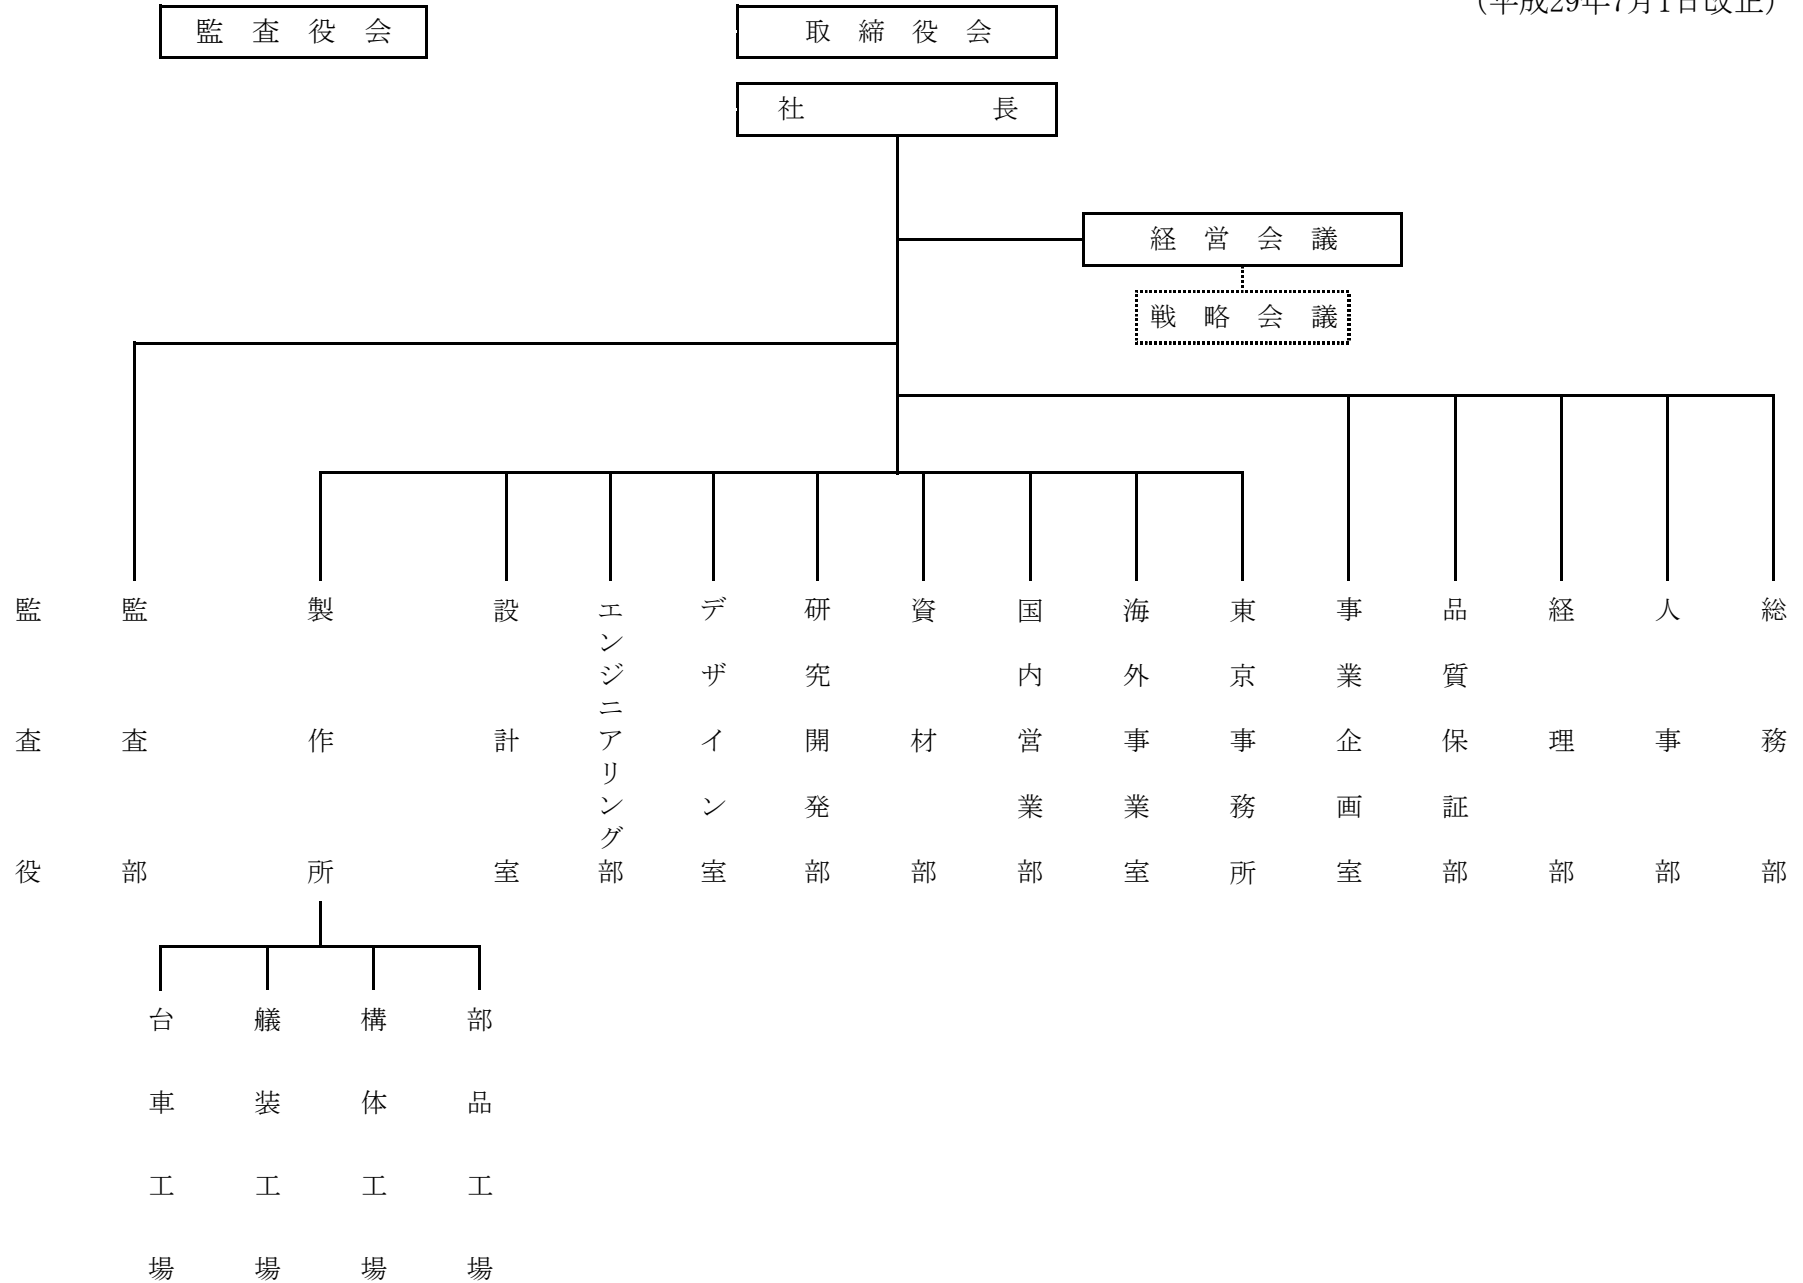 （平成29年7月1日改正）
監査役会
取締役会
社長
経営会議
戦略会議
監査役
監査部
製作所
設計室
エンジニアリング部
デザイン室
研究開発部
資材部
国内営業部
海外事業室
東京事務所
事業企画室
品質保証部
経理部
人事部
総務部
台車工場
艤装工場
構体工場
部品工場